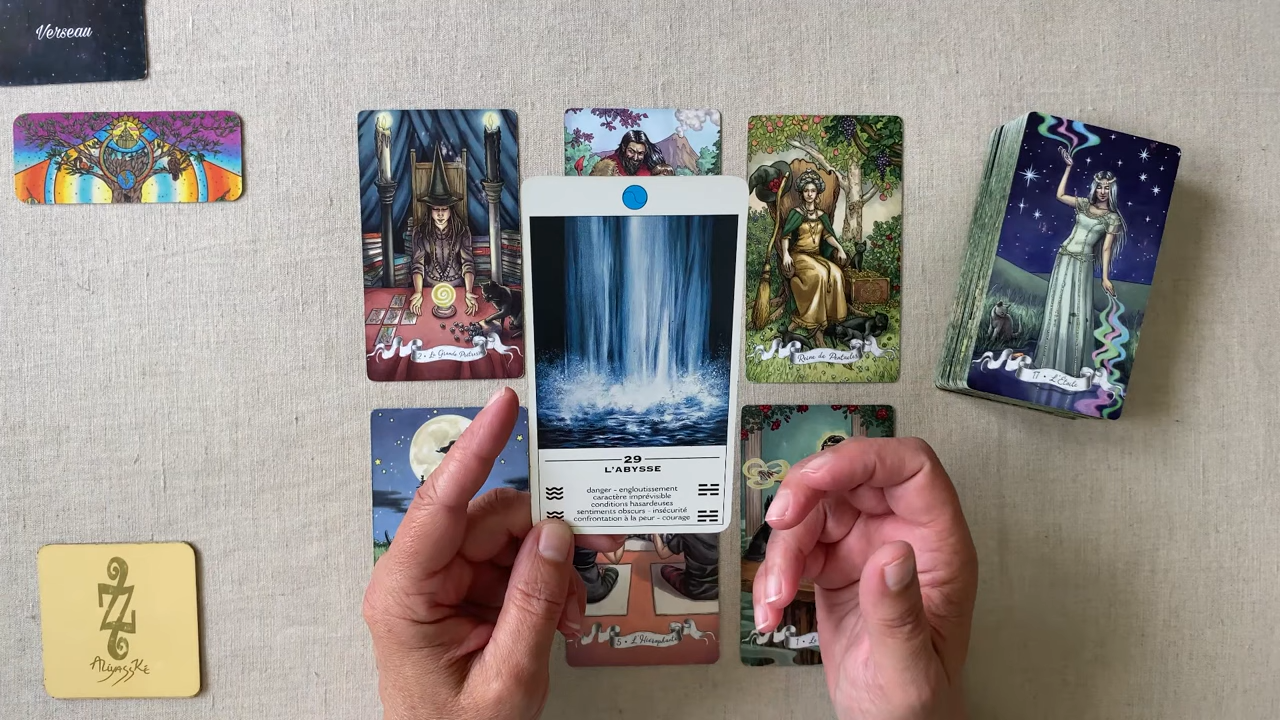 Verseau
2 • La Grande Prêtresse
Reine de Pentacles
17 • L'Étoile
29
L'ABYSSE
danger - engloutissement
caractère imprévisible
conditions hasardeuses
sentiments obscurs - insécurité
confrontation à la peur - courage
5 • L'Hiérophante
AliyassKe